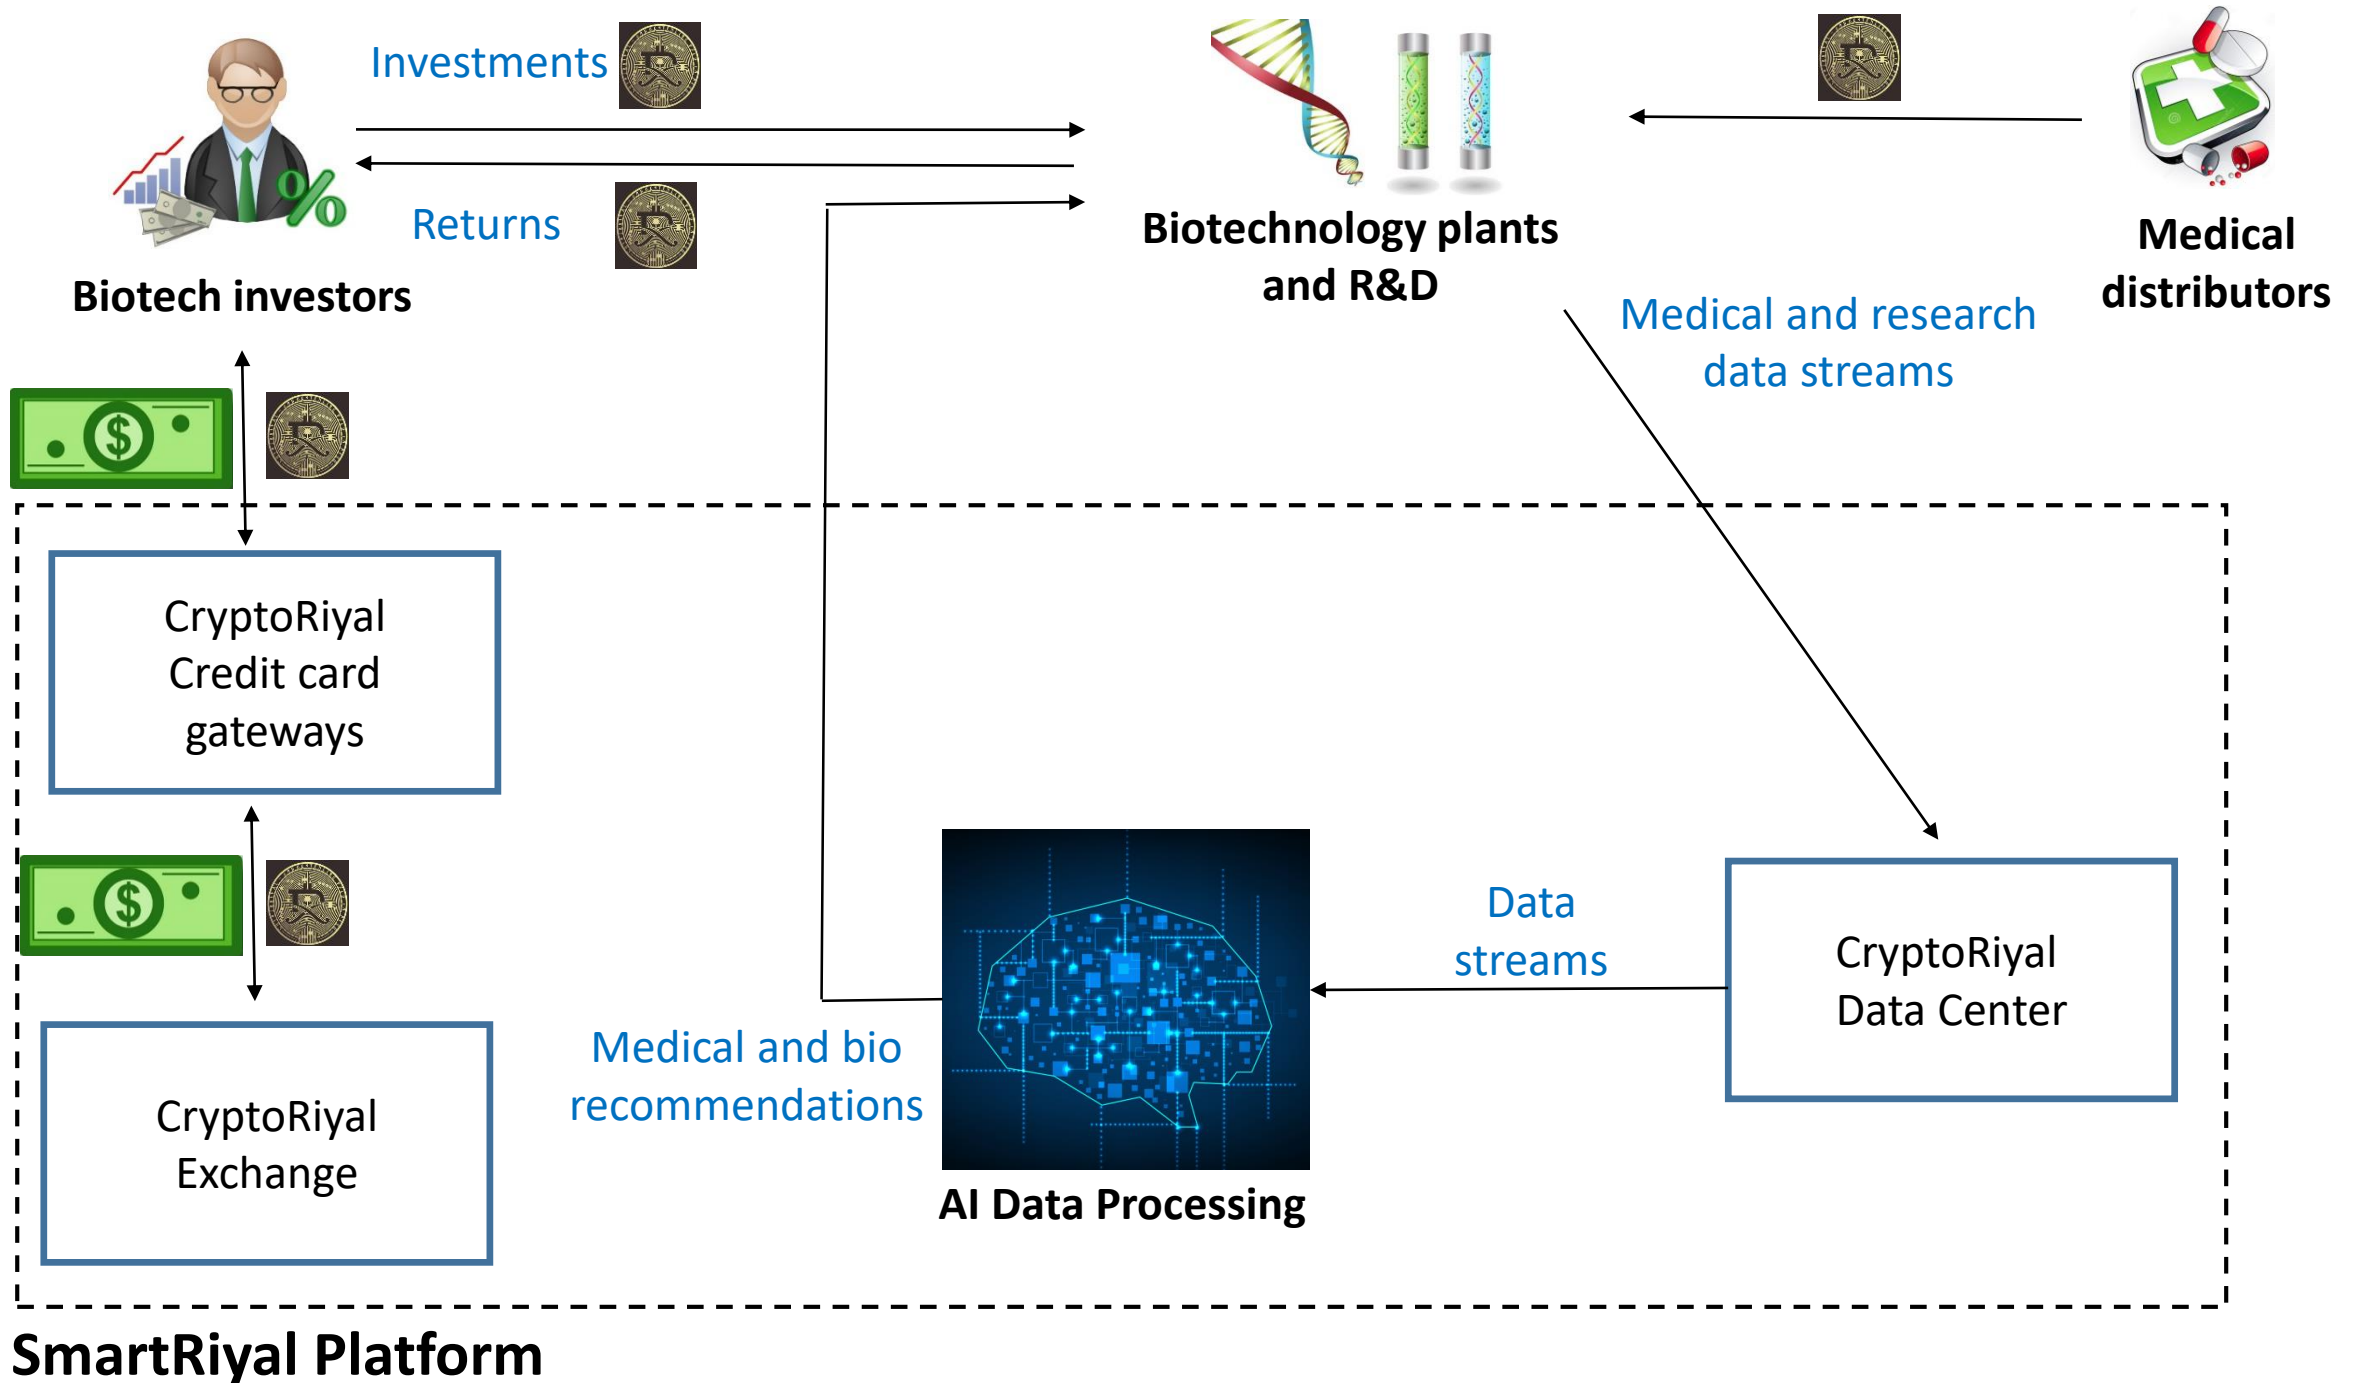 Investments
Returns
Biotech investors
Biotechnology plants
and R&D
Medical
distributors
Medical and research
data streams
$
CryptoRiyal
Credit card
gateways
$
CryptoRiyal
Exchange
Medical and bio
recommendations
AI Data Processing
Data
streams
CryptoRiyal
Data Center
SmartRiyal Platform